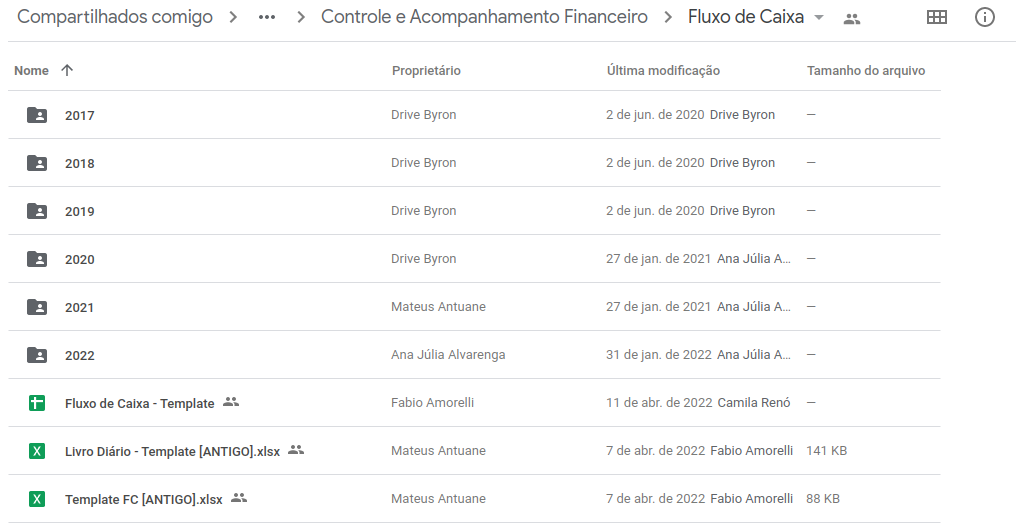 Compartilhados comigo > ••• > Controle e Acompanhamento Financeiro > Fluxo de Caixa
Nome Proprietário Última modificação Tamanho do arquivo
2017 Drive Byron 2 de jun. de 2020 Drive Byron —
2018 Drive Byron 2 de jun. de 2020 Drive Byron —
2019 Drive Byron 2 de jun. de 2020 Drive Byron —
2020 Drive Byron 27 de jan. de 2021 Ana Júlia A... —
2021 Mateus Antuane 27 de jan. de 2021 Ana Júlia A... —
2022 Ana Júlia Alvarenga 31 de jan. de 2022 Ana Júlia A... —
Fluxo de Caixa - Template Fabio Amorelli 11 de abr. de 2022 Camila Renó —
Livro Diário - Template [ANTIGO].xlsx Mateus Antuane 7 de abr. de 2022 Fabio Amorelli 141 KB
Template FC [ANTIGO].xlsx Mateus Antuane 7 de abr. de 2022 Fabio Amorelli 88 KB